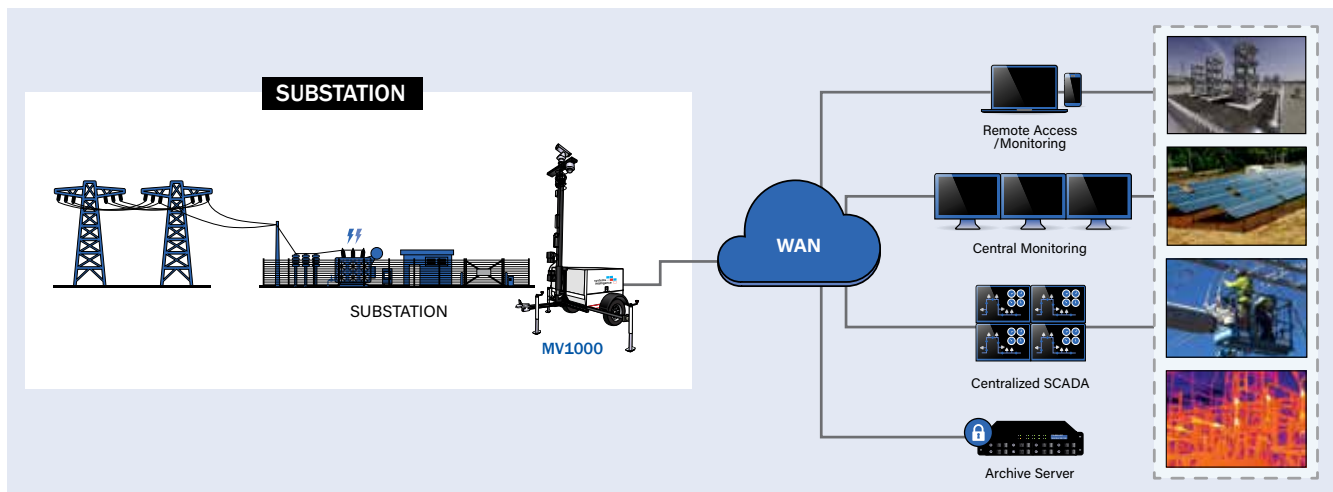 SUBSTATION
SUBSTATION
MV1000
WAN
Remote Access
/Monitoring
Central Monitoring
Centralized SCADA
Archive Server